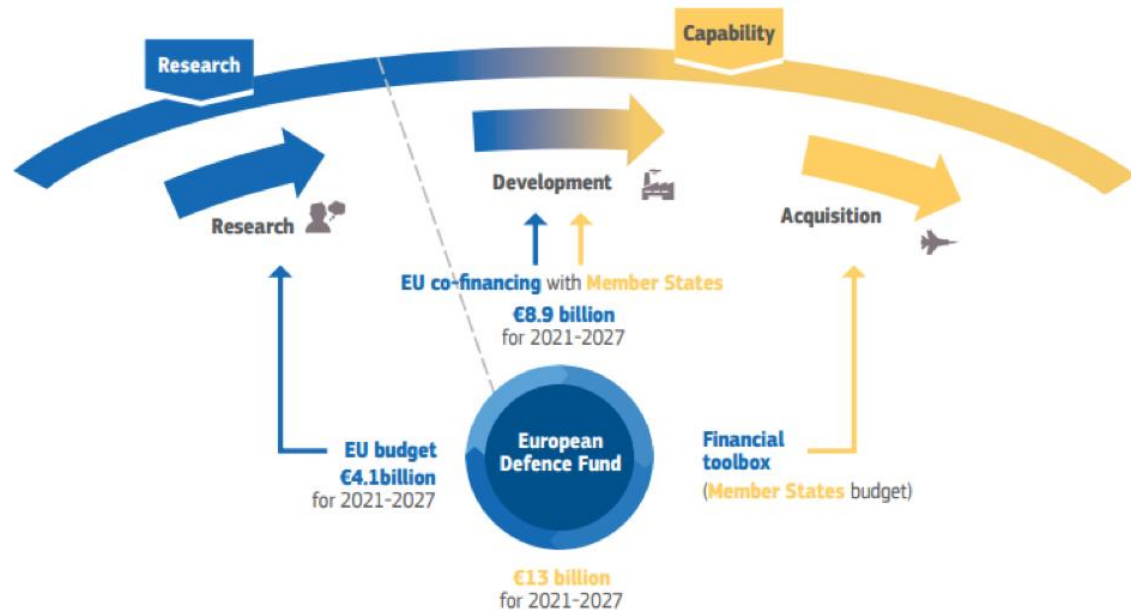 Research
Capability
Research
Development
Acquisition
EU co-financing with Member States
€8.9 billion
for 2021-2027
EU budget
€4.1billion
for 2021-2027
European
Defence Fund
Financial
toolbox
(Member States budget)
€13 billion
for 2021-2027